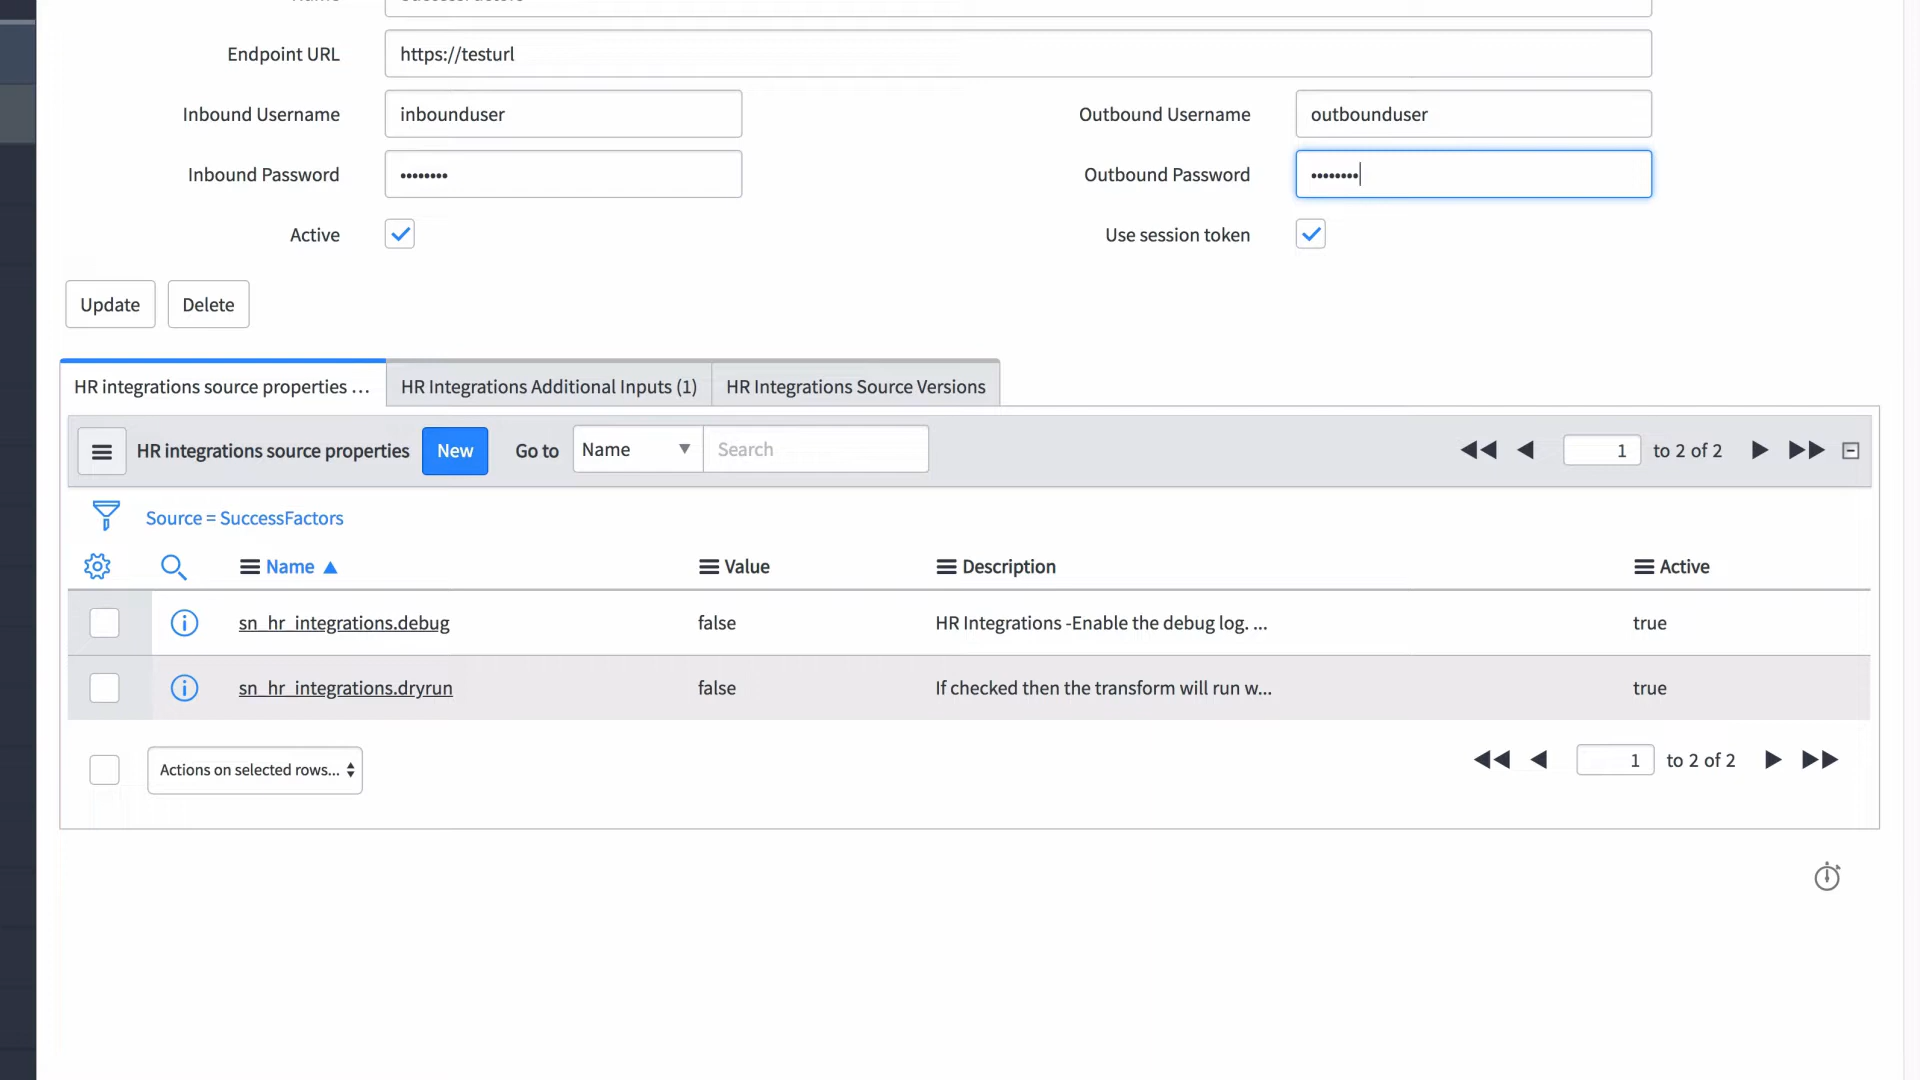 Endpoint URL https://testurl
Inbound Username inbounduser Outbound Username outbounduser
Inbound Password •••••••• Outbound Password ••••••••
Active Use session token
Update Delete
HR integrations source properties ... HR Integrations Additional Inputs (1) HR Integrations Source Versions
HR integrations source properties New Go to Name Search 1 to 2 of 2
Source = SuccessFactors
Name Value Description Active
sn_hr_integrations.debug false HR Integrations -Enable the debug log. ... true
sn_hr_integrations.dryrun false If checked then the transform will run w... true
Actions on selected rows... 1 to 2 of 2